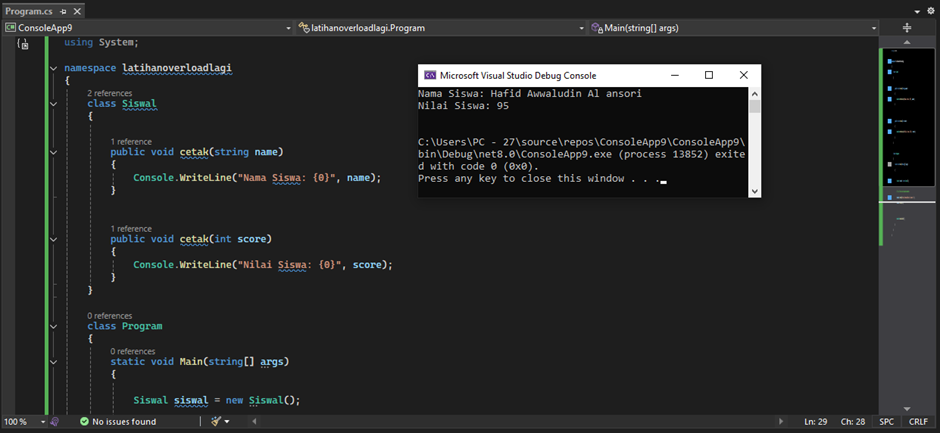 Program.cs
ConsoleApp9
latihanoverloadlagi.Program
Main(string[] args)
using System;
namespace latihanoverloadlagi
{
2 references
class Siswal
{
1 reference
public void cetak(string name)
{
Console.WriteLine("Nama Siswa: {0}", name);
}
1 reference
public void cetak(int score)
{
Console.WriteLine("Nilai Siswa: {0}", score);
}
}
0 references
class Program
{
0 references
static void Main(string[] args)
{
Siswal siswal = new Siswal();
Microsoft Visual Studio Debug Console
Nama Siswa: Hafid Awwaludin Al ansori
Nilai Siswa: 95
C:\Users\PC - 27\source\repos\ConsoleApp9\ConsoleApp9\
bin\Debug\net8.0\ConsoleApp9.exe (process 13852) exite
d with code 0 (0x0).
Press any key to close this window . . .
100 %
No issues found
Ln: 29
Ch: 28
SPC
CRLF